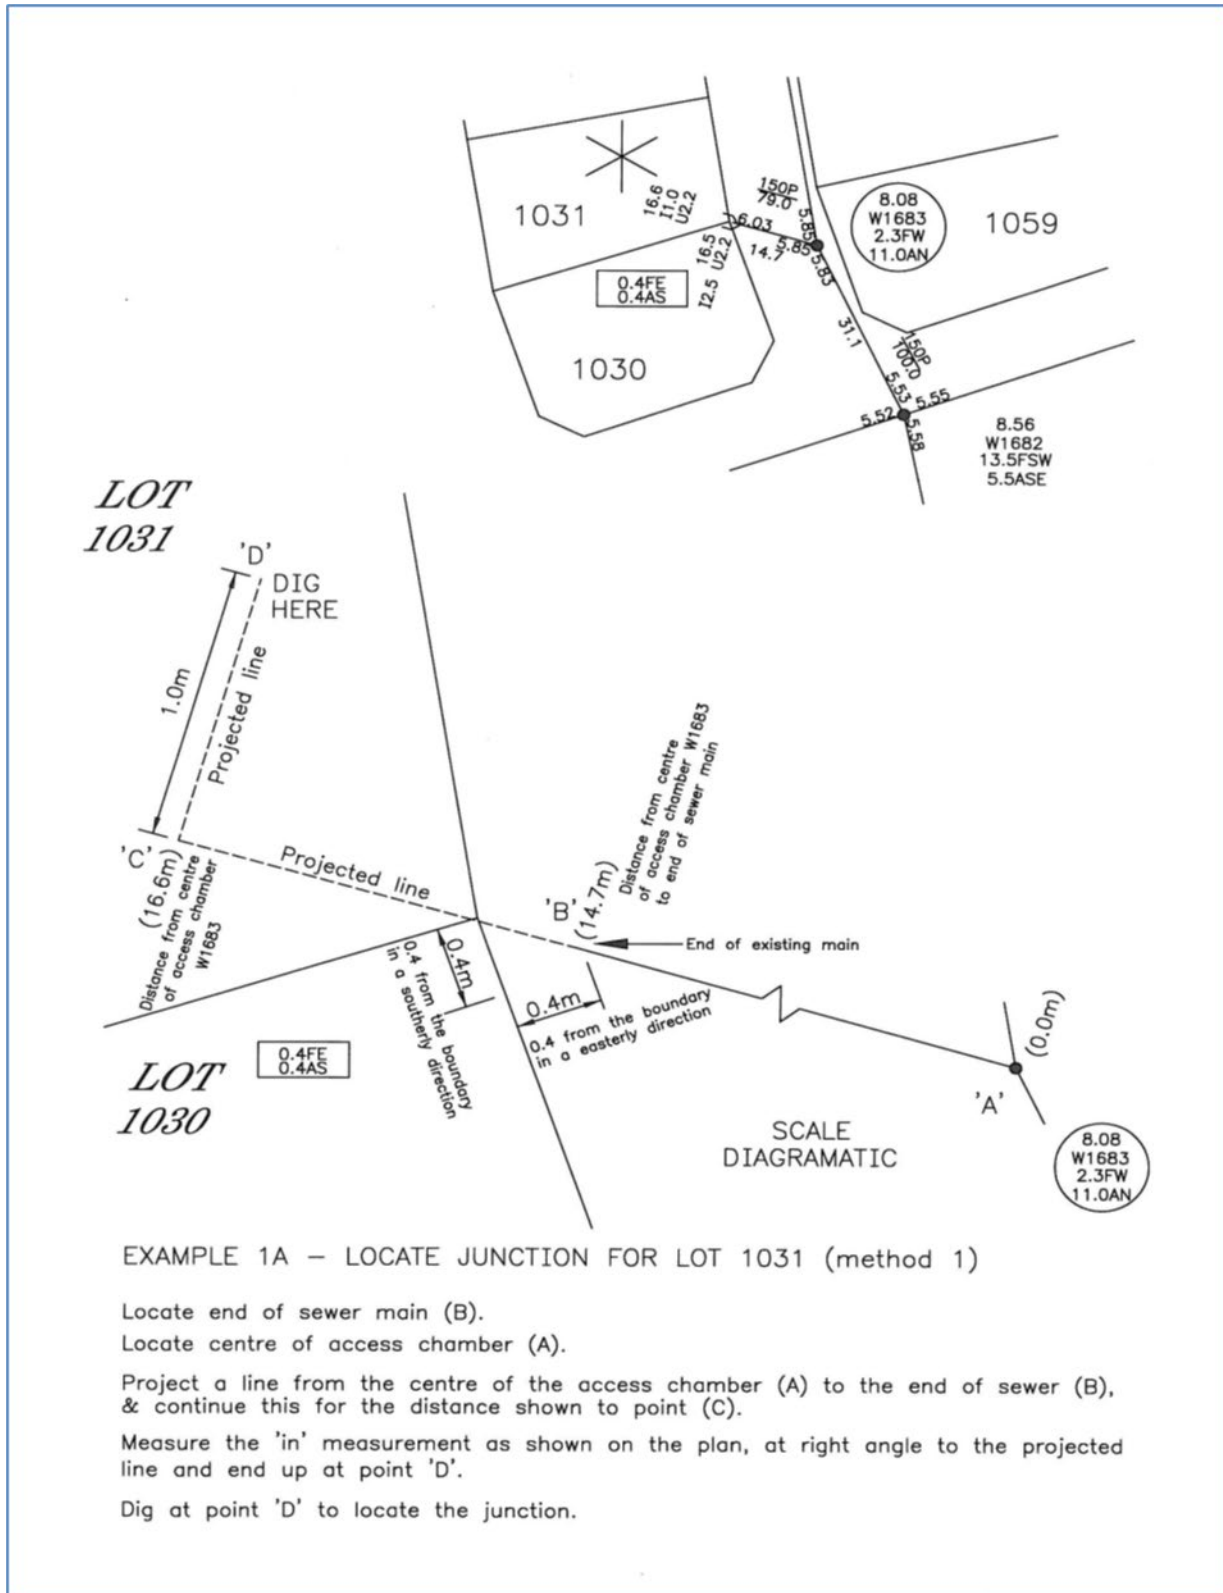 1031
16.6
I1.0
U2.2
150P
79.0
6.03
5.85
5.85
5.83
14.7
8.08
W1683
2.3FW
11.0AN
1059
16.5
I2.5 U2.2
0.4FE
0.4AS
1030
31.1
150P
100.0
5.53
5.55
5.52
5.58
8.56
W1682
13.5FSW
5.5ASE
LOT
1031
'D'
DIG
HERE
1.0m
Projected line
'C'
(16.6m)
Distance from centre
of access chamber
W1683
Projected line
'B'
(14.7m)
Distance from centre
of access chamber W1683
to end of sewer main
End of existing main
0.4m
0.4 from the boundary
in a southerly direction
0.4m
0.4 from the boundary
in a easterly direction
(0.0m)
'A'
0.4FE
0.4AS
LOT
1030
SCALE
DIAGRAMATIC
8.08
W1683
2.3FW
11.0AN
EXAMPLE 1A – LOCATE JUNCTION FOR LOT 1031 (method 1)
Locate end of sewer main (B).
Locate centre of access chamber (A).
Project a line from the centre of the access chamber (A) to the end of sewer (B),
& continue this for the distance shown to point (C).
Measure the 'in' measurement as shown on the plan, at right angle to the projected
line and end up at point 'D'.
Dig at point 'D' to locate the junction.